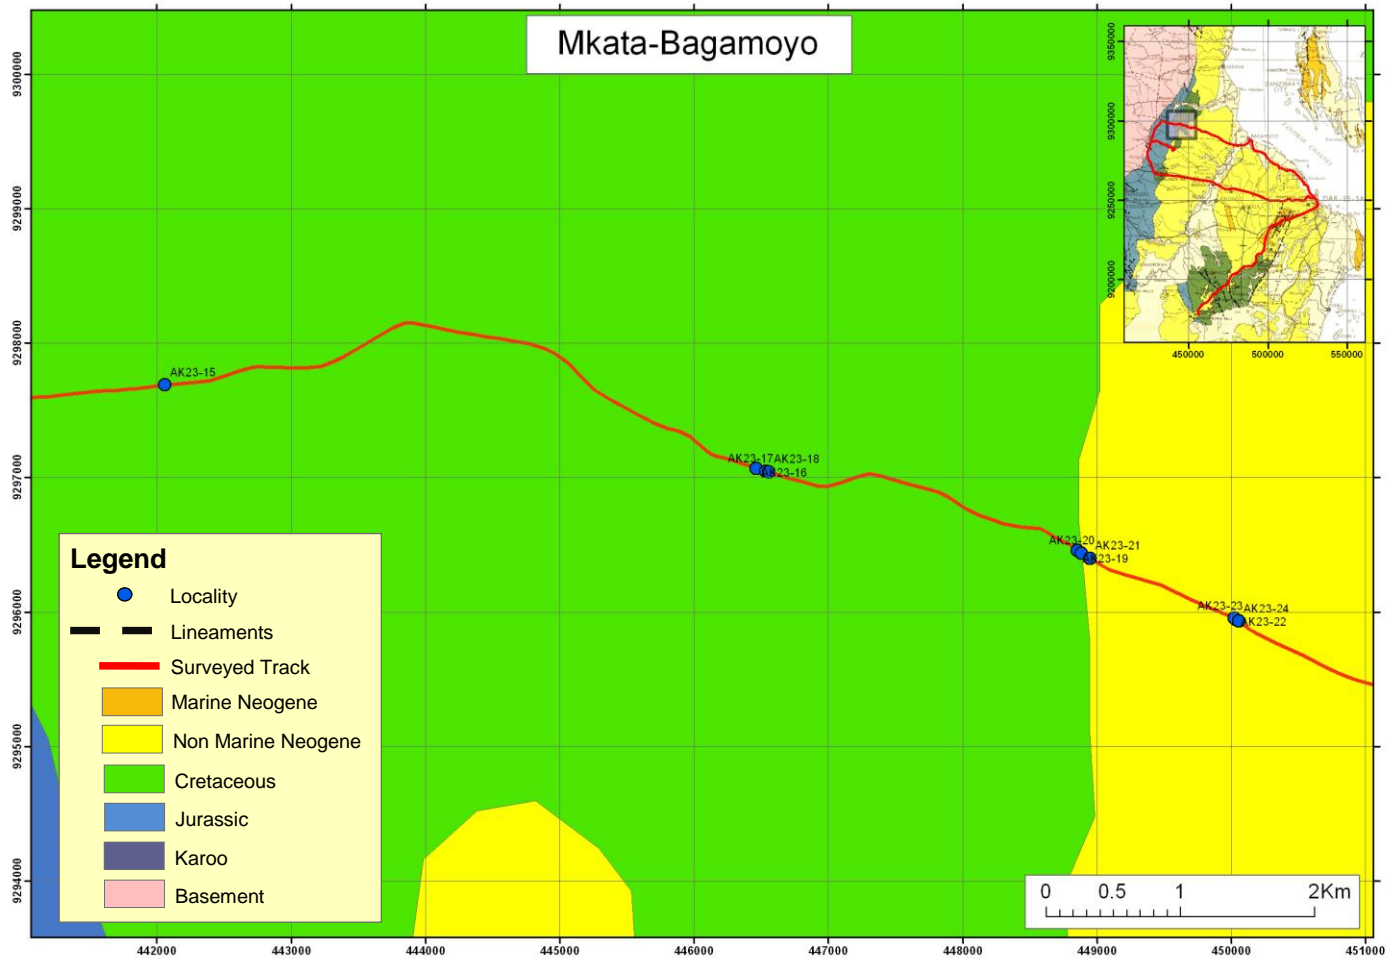 Mkata-Bagamoyo
9350000
9300000
9250000
9200000
450000
500000
550000
9300000
9299000
9298000
9297000
9296000
9295000
9294000
AK23-15
AK23-17
AK23-18
AK23-16
AK23-20
AK23-21
AK23-19
AK23-23
AK23-24
AK23-22
Legend
Locality
Lineaments
Surveyed Track
Marine Neogene
Non Marine Neogene
Cretaceous
Jurassic
Karoo
Basement
0 0.5 1 2Km
442000
443000
444000
445000
446000
447000
448000
449000
450000
451000